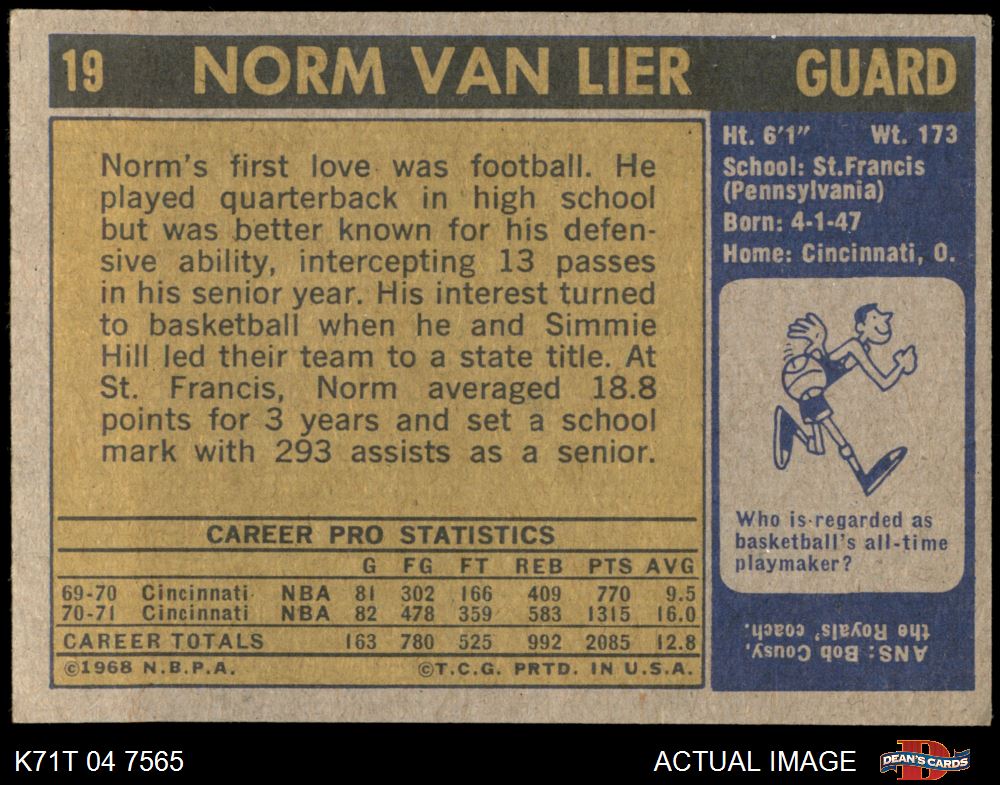 19 NORM VAN LIER GUARD
Norm's first love was football. He
played quarterback in high school
but was better known for his defen-
sive ability, intercepting 13 passes
in his senior year. His interest turned
to basketball when he and Simmie
Hill led their team to a state title. At
St. Francis, Norm averaged 18.8
points for 3 years and set a school
mark with 293 assists as a senior.
CAREER PRO STATISTICS
G FG FT REB PTS AVG
69-70 Cincinnati NBA 81 302 166 409 770 9.5
70-71 Cincinnati NBA 82 478 359 583 1315 16.0
CAREER TOTALS 163 780 525 992 2085 12.8
©1968 N.B.P.A. ©T.C.G. PRTD. IN U.S.A.
Ht. 6'1" Wt. 173
School: St.Francis
(Pennsylvania)
Born: 4-1-47
Home: Cincinnati, O.
Who is regarded as
basketball's all-time
playmaker?
ANS: Bob Cousy,
the Royals' coach.
K71T 04 7565 ACTUAL IMAGE
D
DEAN'S CARDS